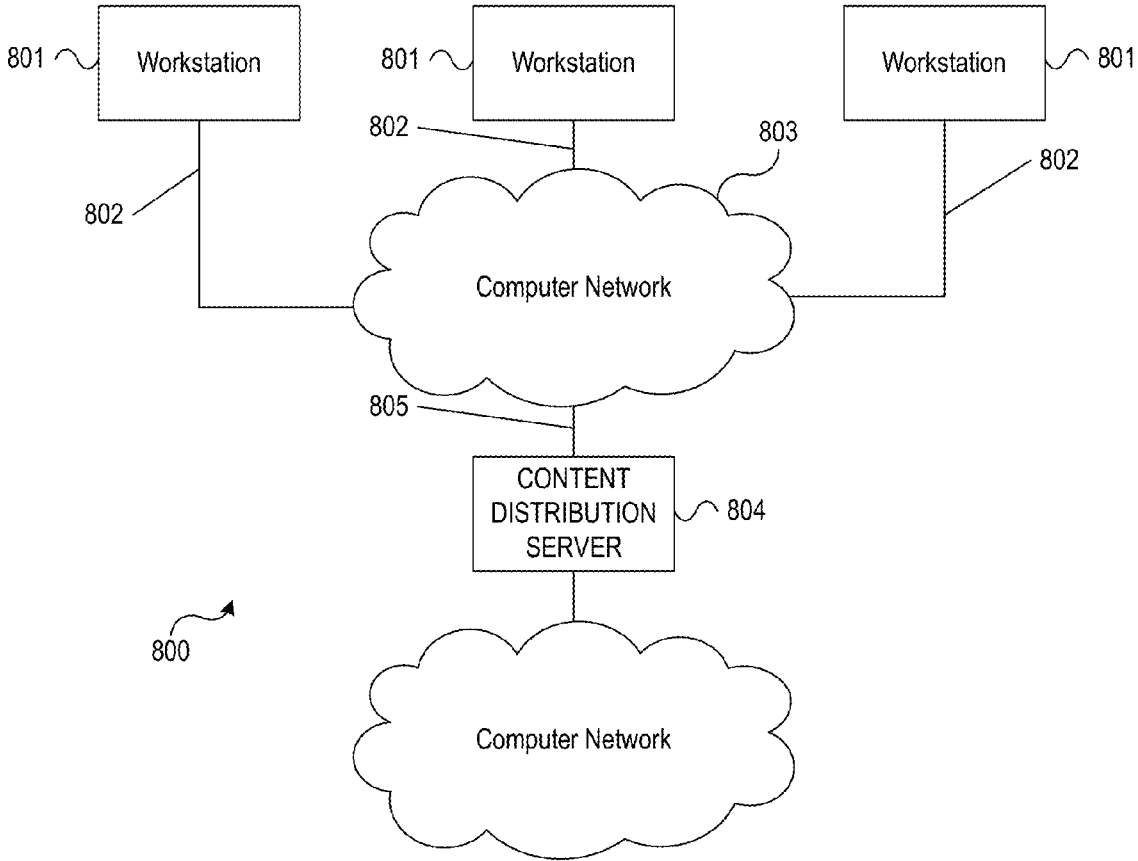 801
Workstation
801
Workstation
Workstation
801
802
803
802
802
Computer Network
805
CONTENT
DISTRIBUTION
SERVER
804
800
Computer Network